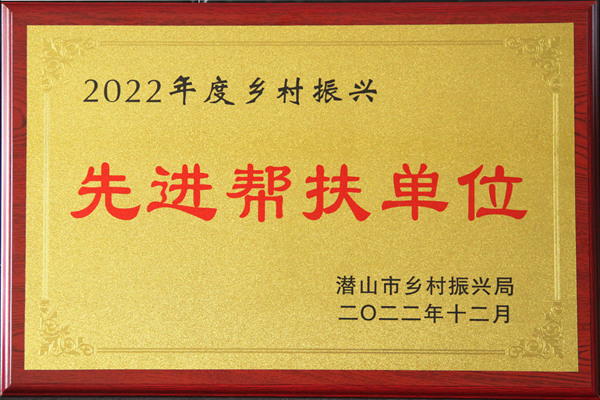 2022年度乡村振兴
先进帮扶单位
潜山市乡村振兴局
二〇二二年十二月